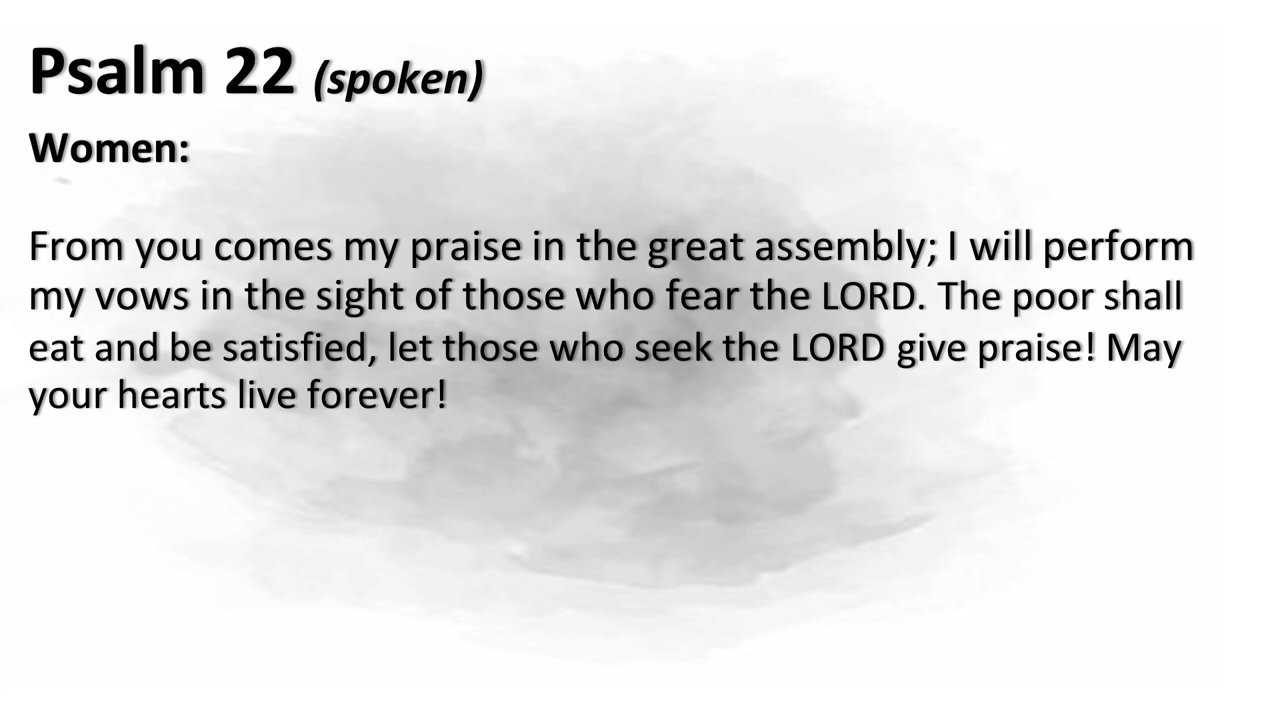 Psalm 22 (spoken)
Women:
From you comes my praise in the great assembly; I will perform
my vows in the sight of those who fear the LORD. The poor shall
eat and be satisfied, let those who seek the LORD give praise! May
your hearts live forever!